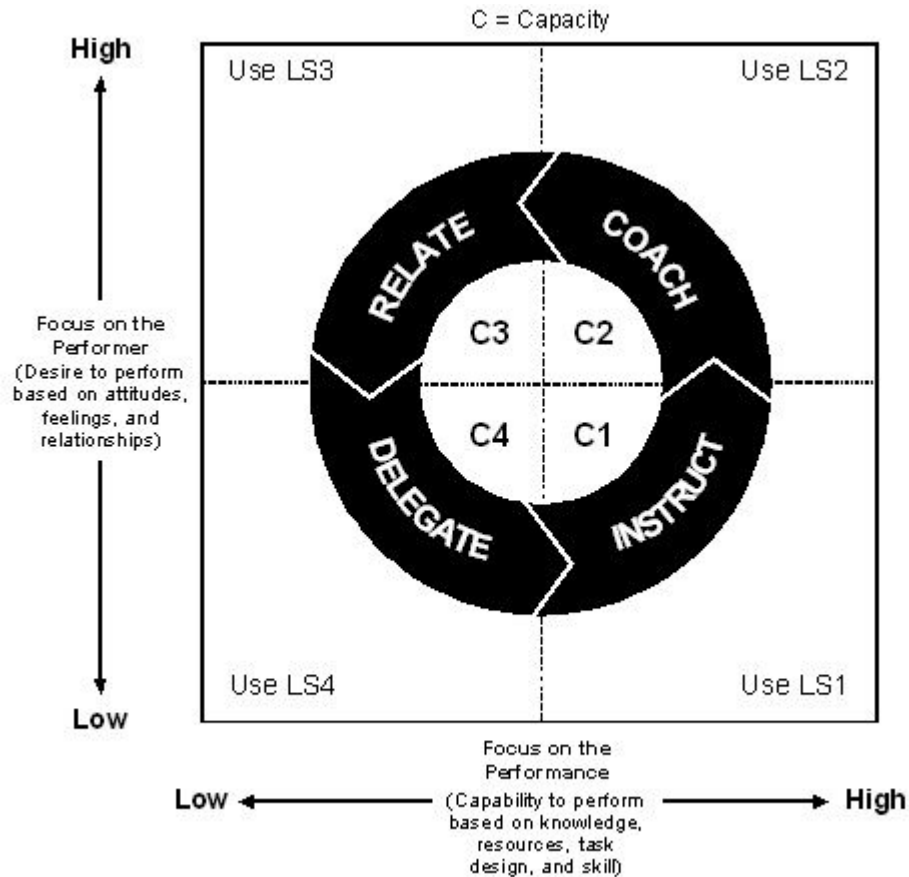 C = Capacity
High
Use LS3
Use LS2
RELATE
COACH
C3
C2
Focus on the
Performer
(Desire to perform
based on attitudes,
feelings, and
relationships)
C4
C1
DELEGATE
INSTRUCT
Use LS4
Use LS1
Low
Focus on the
Performance
Low
High
(Capability to perform
based on knowledge,
resources, task
design, and skill)